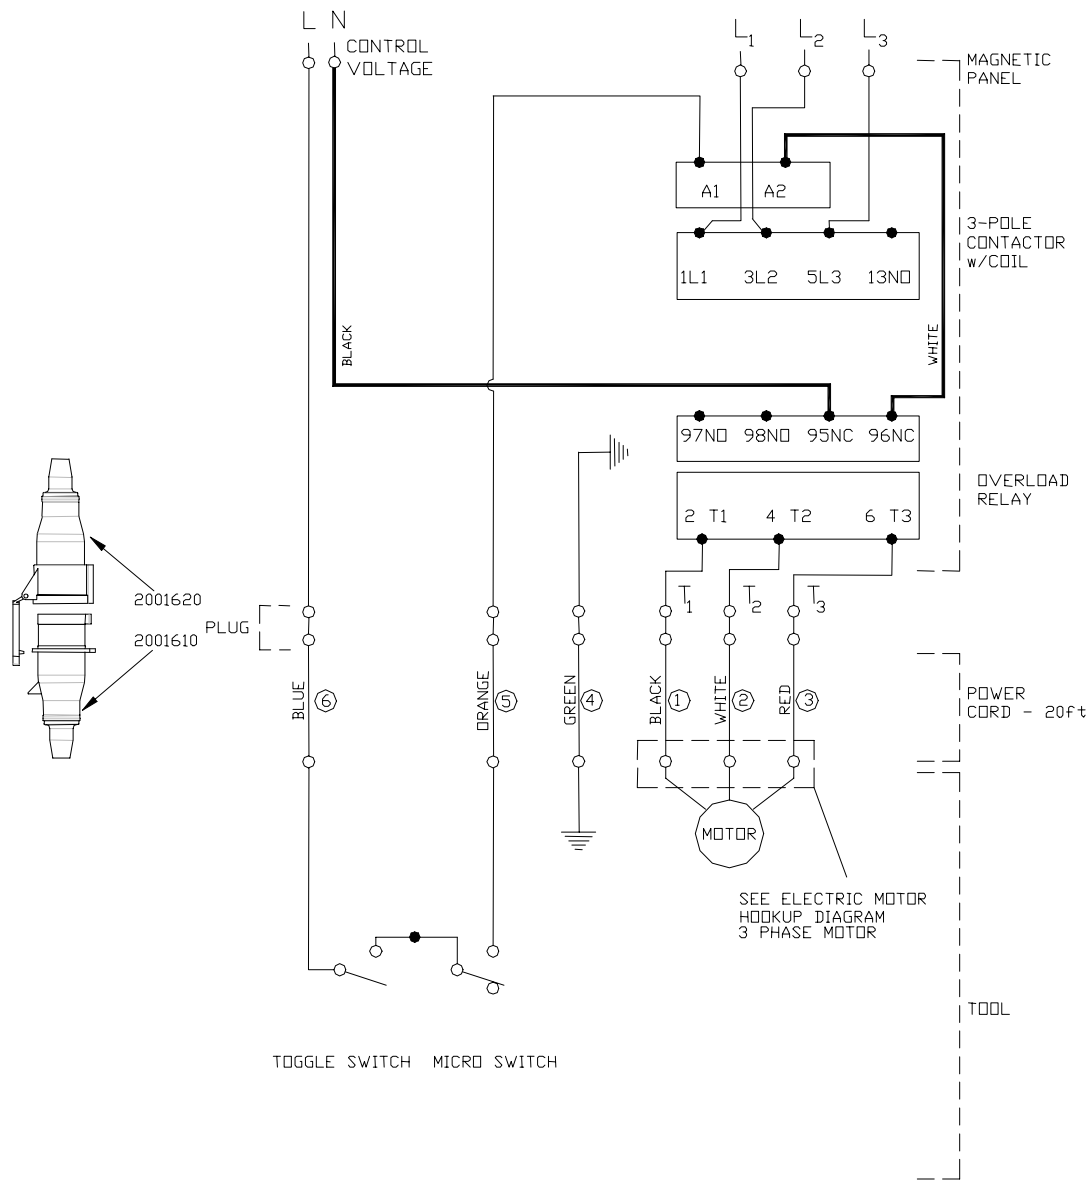 L N
CONTROL
VOLTAGE
L1 L2 L3
MAGNETIC
PANEL
A1 A2
3-POLE
CONTACTOR
W/COIL
1L1 3L2 5L3 13NO
BLACK
WHITE
97NO 98NO 95NC 96NC
OVERLOAD
RELAY
2 T1 4 T2 6 T3
T1 T2 T3
2001620
PLUG
2001610
BLUE 6
ORANGE 5
GREEN 4
BLACK 1
WHITE 2
RED 3
POWER
CORD - 20ft
MOTOR
SEE ELECTRIC MOTOR
HOOKUP DIAGRAM
3 PHASE MOTOR
TOOL
TOGGLE SWITCH MICRO SWITCH